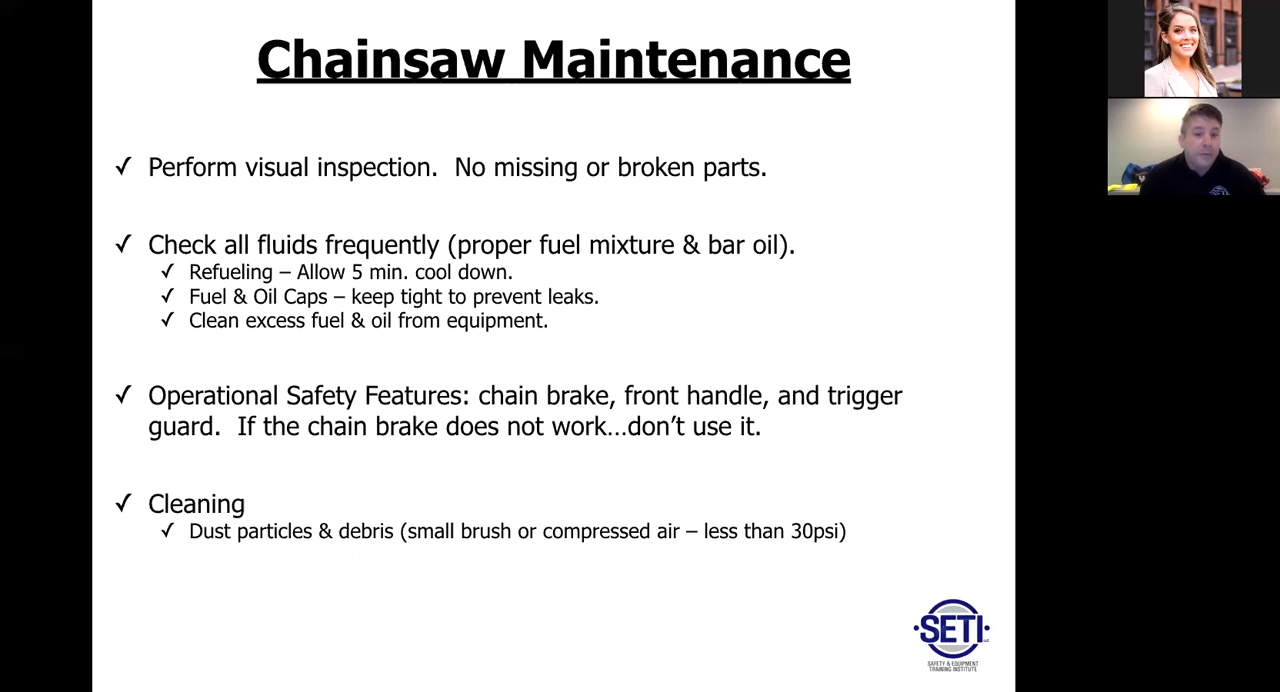 Chainsaw Maintenance
✓ Perform visual inspection.  No missing or broken parts.
✓ Check all fluids frequently (proper fuel mixture & bar oil).
✓ Refueling – Allow 5 min. cool down.
✓ Fuel & Oil Caps – keep tight to prevent leaks.
✓ Clean excess fuel & oil from equipment.
✓ Operational Safety Features: chain brake, front handle, and trigger
guard.  If the chain brake does not work…don’t use it.
✓ Cleaning
✓ Dust particles & debris (small brush or compressed air – less than 30psi)
SETI
SAFETY & EQUIPMENT
TRAINING INSTITUTE